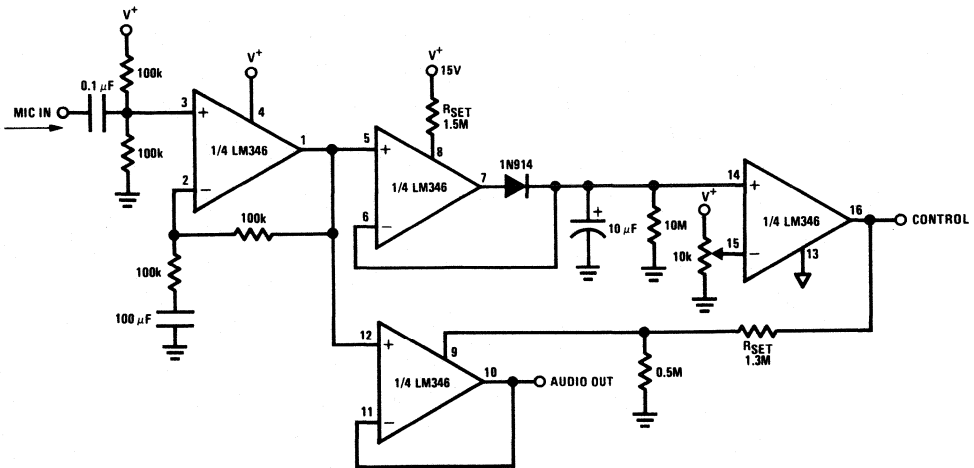 V+
100k
0.1 µF
MIC IN
3
+
V+
4
1/4 LM346
1
100k
2
−
100k
100k
100 µF
V+
15V
RSET
1.5M
8
5
+
1/4 LM346
7
6
−
1N914
+
10 µF
10M
14
+
V+
1/4 LM346
16
CONTROL
15
−
10k
13
12
+
9
1/4 LM346
10
AUDIO OUT
11
−
0.5M
RSET
1.3M